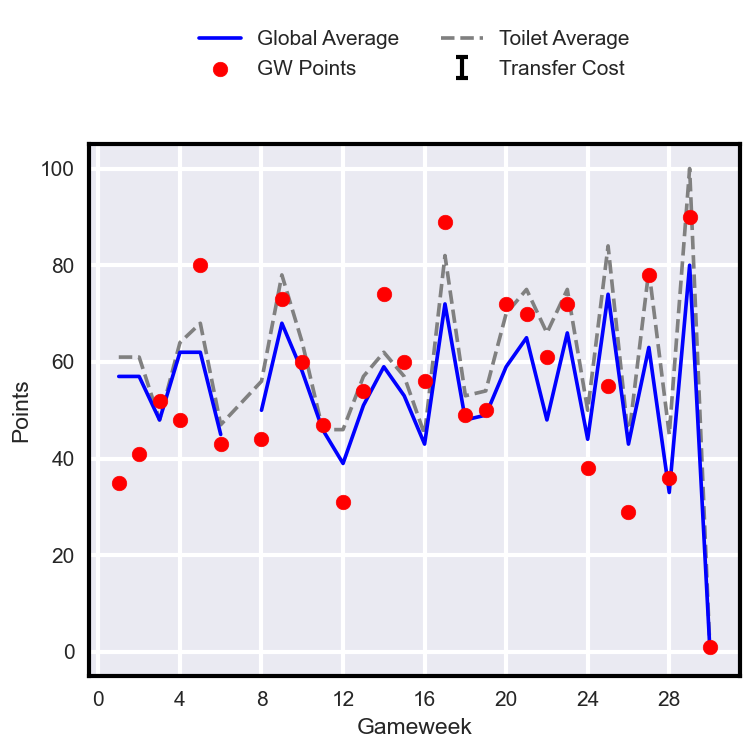 Global Average
Toilet Average
GW Points
Transfer Cost
100
80
60
40
20
0
Points
0 4 8 12 16 20 24 28
Gameweek